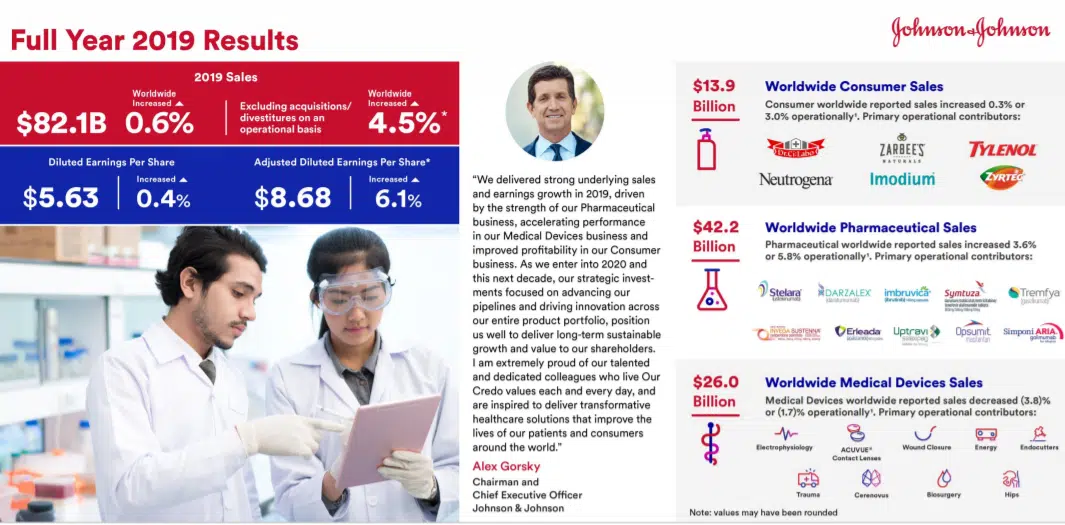 Full Year 2019 Results
Johnson & Johnson
2019 Sales
$82.1B
Worldwide
Increased
0.6%
Excluding acquisitions/
divestitures on an
operational basis
Worldwide
Increased
4.5%*
Diluted Earnings Per Share
$5.63
Increased
0.4%
Adjusted Diluted Earnings Per Share*
$8.68
Increased
6.1%
“We delivered strong underlying sales
and earnings growth in 2019, driven
by the strength of our Pharmaceutical
business, accelerating performance
in our Medical Devices business and
improved profitability in our Consumer
business. As we enter into 2020 and
this next decade, our strategic invest-
ments focused on advancing our
pipelines and driving innovation across
our entire product portfolio, position
us well to deliver long-term sustainable
growth and value to our shareholders.
I am extremely proud of our talented
and dedicated colleagues who live Our
Credo values each and every day, and
are inspired to deliver transformative
healthcare solutions that improve the
lives of our patients and consumers
around the world.”
Alex Gorsky
Chairman and
Chief Executive Officer
Johnson & Johnson
$13.9
Billion
Worldwide Consumer Sales
Consumer worldwide reported sales increased 0.3% or
3.0% operationally¹. Primary operational contributors:
Dr.Ci:Labo
ZARBEE'S
NATURALS
TYLENOL
Neutrogena
Imodium
ZYRTEC
$42.2
Billion
Worldwide Pharmaceutical Sales
Pharmaceutical worldwide reported sales increased 3.6%
or 5.8% operationally¹. Primary operational contributors:
Stelara
DARZALEX
imbruvica
Symtuza
Tremfya
INVEGA SUSTENNA
Erleada
Uptravi
Opsumit
Simponi ARIA
$26.0
Billion
Worldwide Medical Devices Sales
Medical Devices worldwide reported sales decreased (3.8)%
or (1.7)% operationally¹. Primary operational contributors:
Electrophysiology
ACUVUE®
Contact Lenses
Wound Closure
Energy
Endocutters
Trauma
Cerenovus
Biosurgery
Hips
Note: values may have been rounded